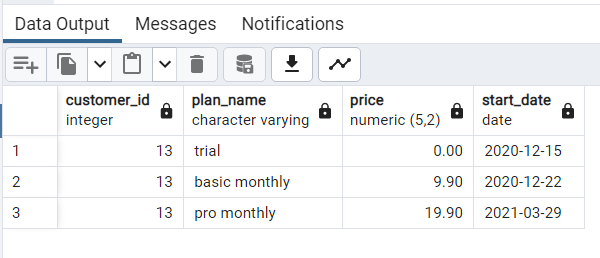 Data Output Messages Notifications
customer_id plan_name price start_date
integer character varying numeric (5,2) date
1 13 trial 0.00 2020-12-15
2 13 basic monthly 9.90 2020-12-22
3 13 pro monthly 19.90 2021-03-29